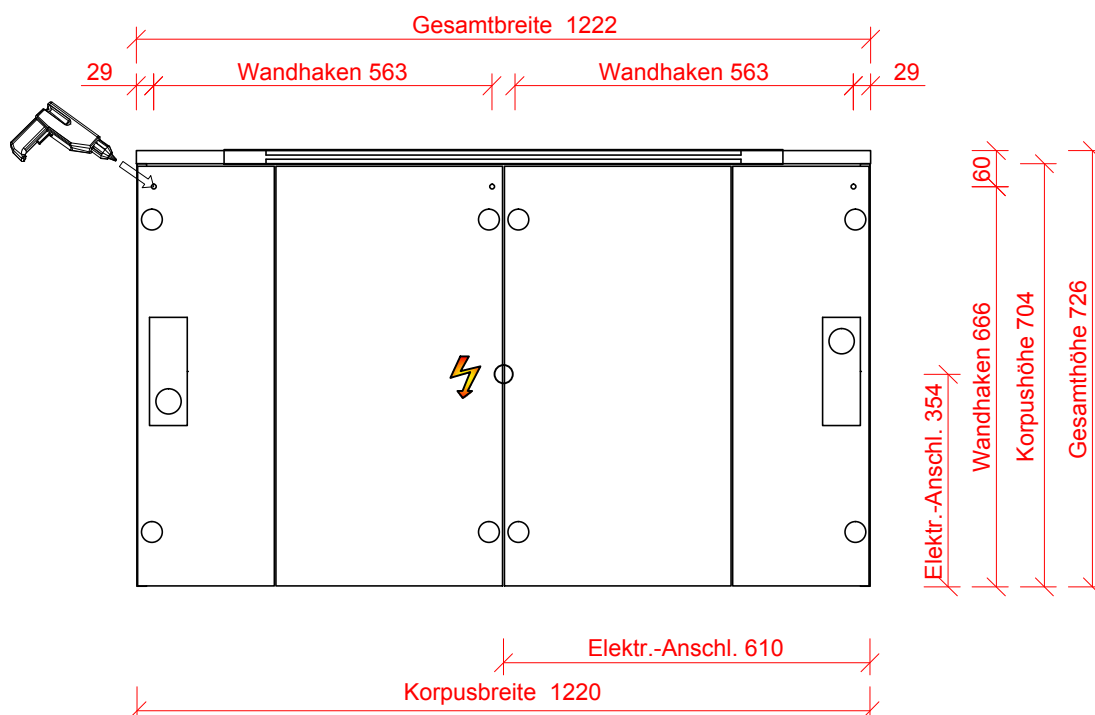 Gesamtbreite 1222
29
Wandhaken 563
Wandhaken 563
29
60
Elektr.-Anschl. 354
Wandhaken 666
Korpushöhe 704
Gesamthöhe 726
Elektr.-Anschl. 610
Korpusbreite 1220